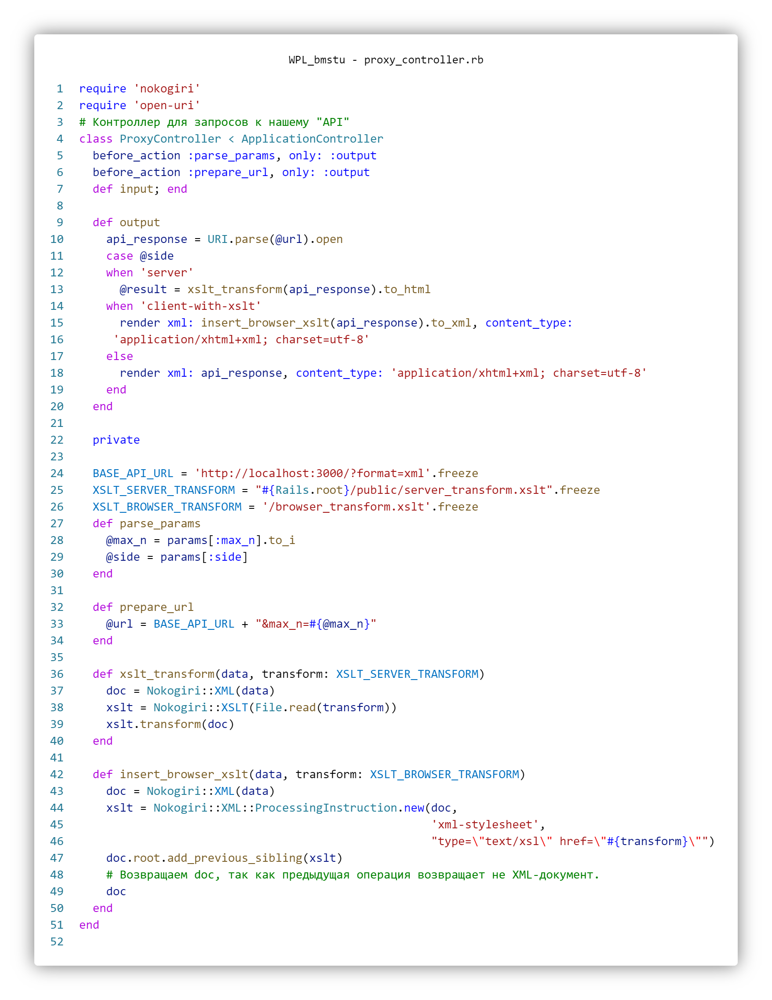 WPL_bmstu - proxy_controller.rb
1 require 'nokogiri'
2 require 'open-uri'
3 # Контроллер для запросов к нашему "API"
4 class ProxyController < ApplicationController
5   before_action :parse_params, only: :output
6   before_action :prepare_url, only: :output
7   def input; end
8
9   def output
10     api_response = URI.parse(@url).open
11     case @side
12     when 'server'
13       @result = xslt_transform(api_response).to_html
14     when 'client-with-xslt'
15       render xml: insert_browser_xslt(api_response).to_xml, content_type:
16      'application/xhtml+xml; charset=utf-8'
17     else
18       render xml: api_response, content_type: 'application/xhtml+xml; charset=utf-8'
19     end
20   end
21
22   private
23
24   BASE_API_URL = 'http://localhost:3000/?format=xml'.freeze
25   XSLT_SERVER_TRANSFORM = "#{Rails.root}/public/server_transform.xslt".freeze
26   XSLT_BROWSER_TRANSFORM = '/browser_transform.xslt'.freeze
27   def parse_params
28     @max_n = params[:max_n].to_i
29     @side = params[:side]
30   end
31
32   def prepare_url
33     @url = BASE_API_URL + "&max_n=#{@max_n}"
34   end
35
36   def xslt_transform(data, transform: XSLT_SERVER_TRANSFORM)
37     doc = Nokogiri::XML(data)
38     xslt = Nokogiri::XSLT(File.read(transform))
39     xslt.transform(doc)
40   end
41
42   def insert_browser_xslt(data, transform: XSLT_BROWSER_TRANSFORM)
43     doc = Nokogiri::XML(data)
44     xslt = Nokogiri::XML::ProcessingInstruction.new(doc,
45                                                     'xml-stylesheet',
46                                                     "type=\"text/xsl\" href=\"#{transform}\"")
47     doc.root.add_previous_sibling(xslt)
48     # Возвращаем doc, так как предыдущая операция возвращает не XML-документ.
49     doc
50   end
51 end
52